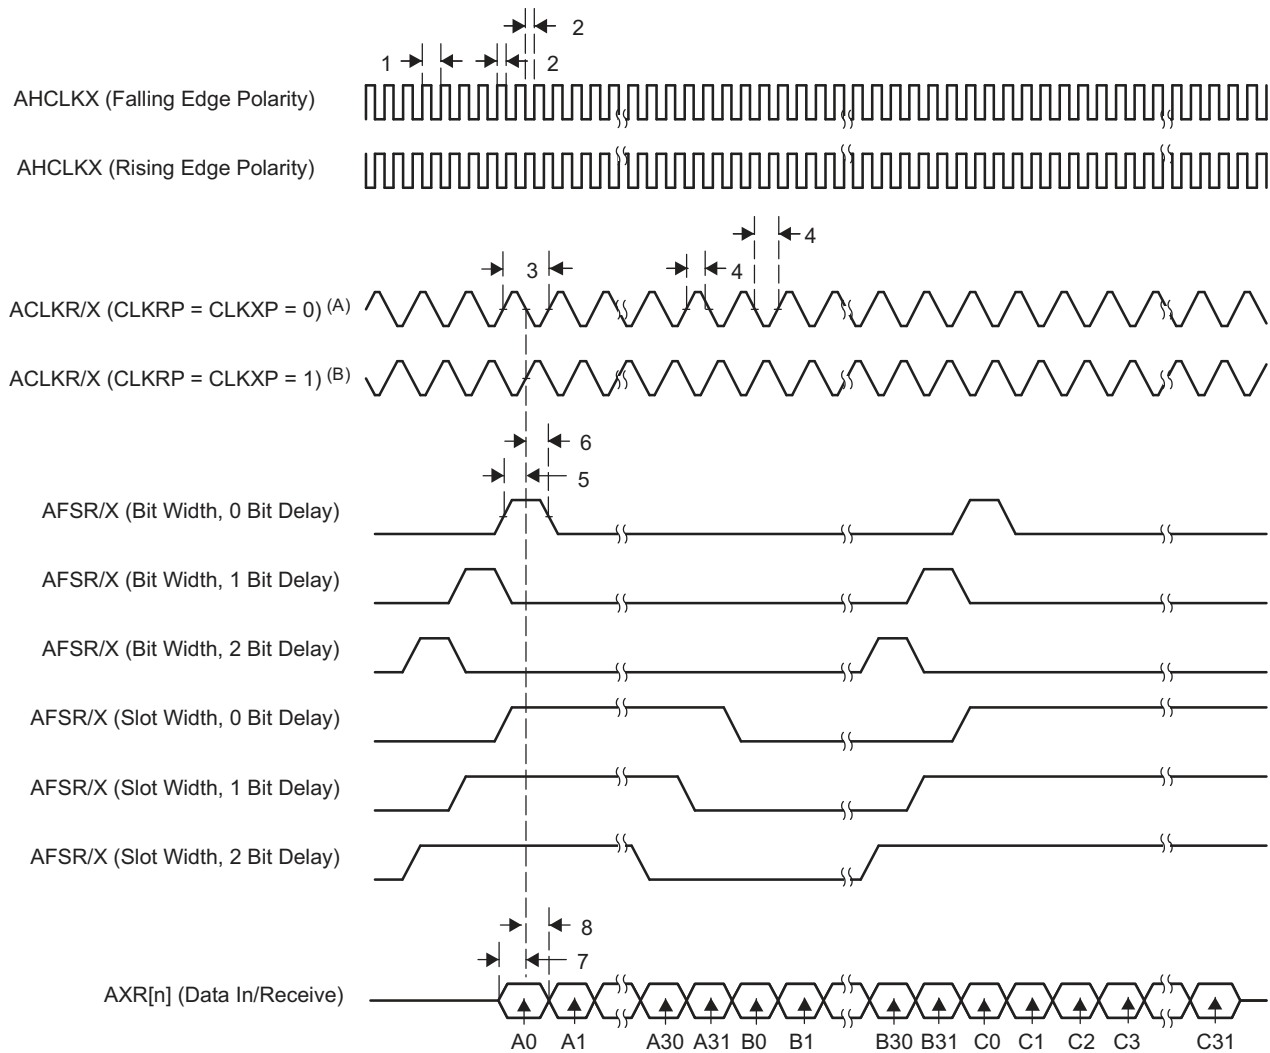 2
1
2
AHCLKX (Falling Edge Polarity)
AHCLKX (Rising Edge Polarity)
4
3
4
ACLKR/X (CLKRP = CLKXP = 0) (A)
ACLKR/X (CLKRP = CLKXP = 1) (B)
6
5
AFSR/X (Bit Width, 0 Bit Delay)
AFSR/X (Bit Width, 1 Bit Delay)
AFSR/X (Bit Width, 2 Bit Delay)
AFSR/X (Slot Width, 0 Bit Delay)
AFSR/X (Slot Width, 1 Bit Delay)
AFSR/X (Slot Width, 2 Bit Delay)
8
7
AXR[n] (Data In/Receive)
A0 A1 A30 A31 B0 B1 B30 B31 C0 C1 C2 C3 C31